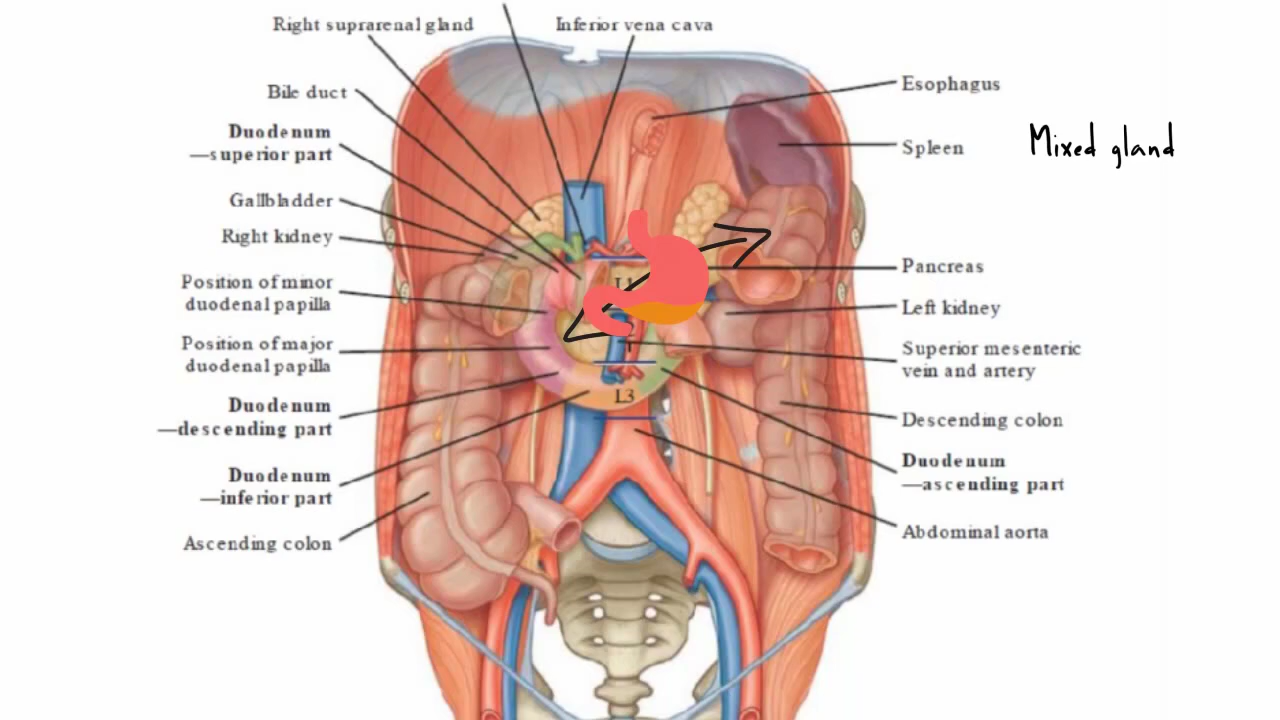 Right suprarenal gland
Inferior vena cava
Bile duct
Duodenum
—superior part
Gallbladder
Right kidney
Position of minor
duodenal papilla
Position of major
duodenal papilla
Duodenum
—descending part
Duodenum
—inferior part
Ascending colon
L1
L3
Esophagus
Spleen
Pancreas
Left kidney
Superior mesenteric
vein and artery
Descending colon
Duodenum
—ascending part
Abdominal aorta
Mixed gland